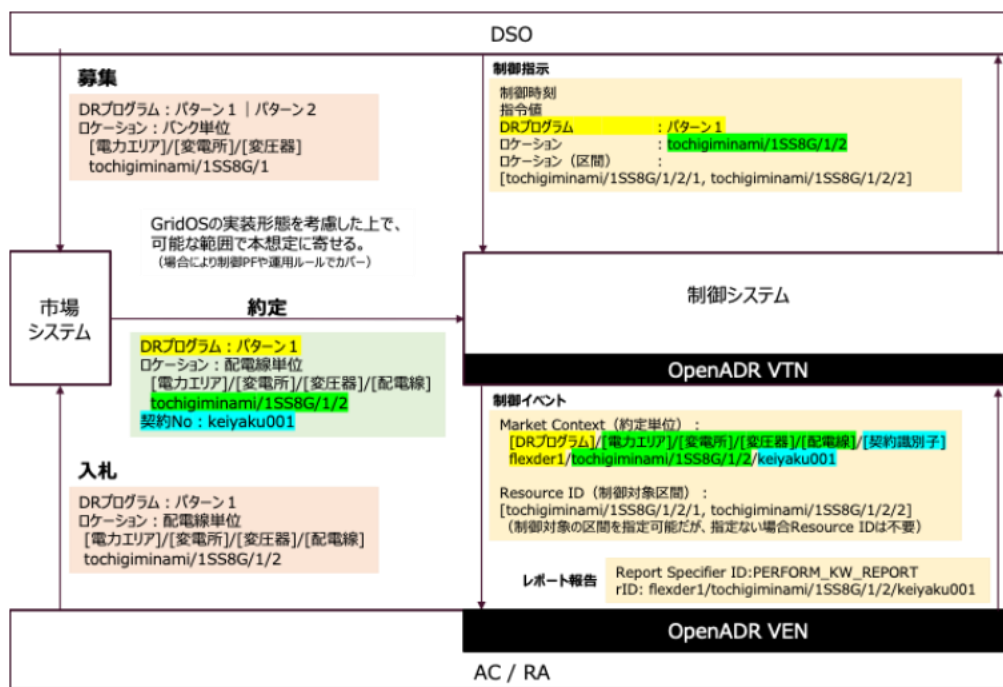 DSO
募集
DRプログラム：パターン１｜パターン２
ロケーション：バンク単位
[電力エリア]/[変電所]/[変圧器]
tochigiminami/1SS8G/1
制御指示
制御時刻
指令値
DRプログラム　：パターン１
ロケーション　：tochigiminami/1SS8G/1/2
ロケーション（区間）　：
[tochigiminami/1SS8G/1/2/1, tochigiminami/1SS8G/1/2/2]
GridOSの実装形態を考慮した上で、
可能な範囲で本想定に寄せる。
（場合により制御PFや運用ルールでカバー）
市場
システム
約定
制御システム
OpenADR VTN
DRプログラム：パターン１
ロケーション：配電線単位
[電力エリア]/[変電所]/[変圧器]/[配電線]
tochigiminami/1SS8G/1/2
契約No：keiyaku001
制御イベント
Market Context（約定単位）：
[DRプログラム]/[電力エリア]/[変電所]/[変圧器]/[配電線]/[契約識別子]
flexder1/tochigiminami/1SS8G/1/2/keiyaku001
Resource ID（制御対象区間）：
[tochigiminami/1SS8G/1/2/1, tochigiminami/1SS8G/1/2/2]
（制御対象の区間を指定可能だが、指定ない場合Resource IDは不要）
入札
DRプログラム：パターン１
ロケーション：配電線単位
[電力エリア]/[変電所]/[変圧器]/[配電線]
tochigiminami/1SS8G/1/2
レポート報告
Report Specifier ID:PERFORM_KW_REPORT
rID: flexder1/tochigiminami/1SS8G/1/2/keiyaku001
OpenADR VEN
AC / RA